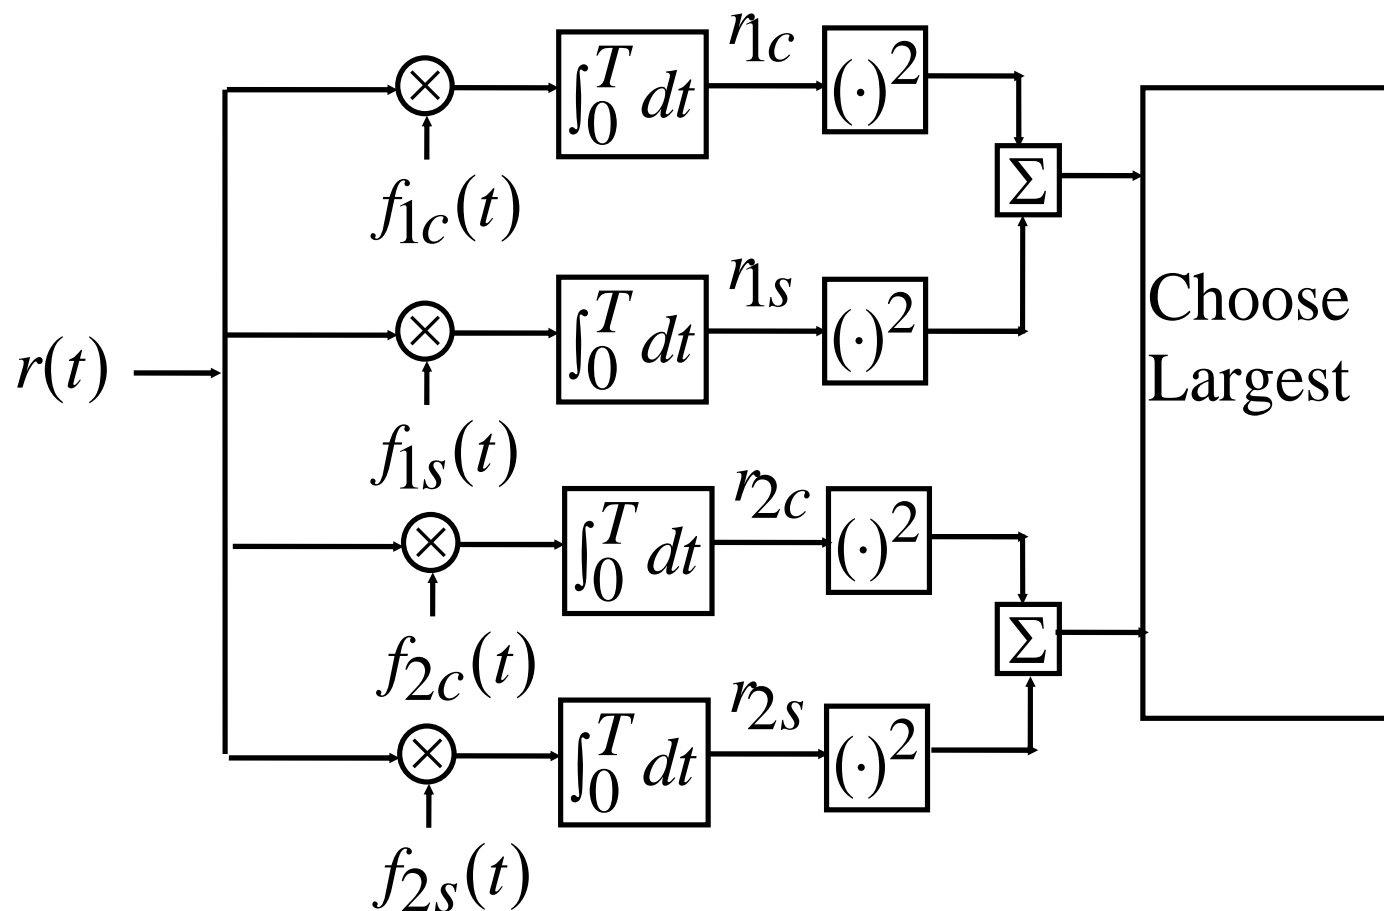 r(t)
⊗
f1c(t)
∫0T dt
r1c
(·)2
Σ
⊗
f1s(t)
∫0T dt
r1s
(·)2
⊗
f2c(t)
∫0T dt
r2c
(·)2
Σ
⊗
f2s(t)
∫0T dt
r2s
(·)2
Choose
Largest